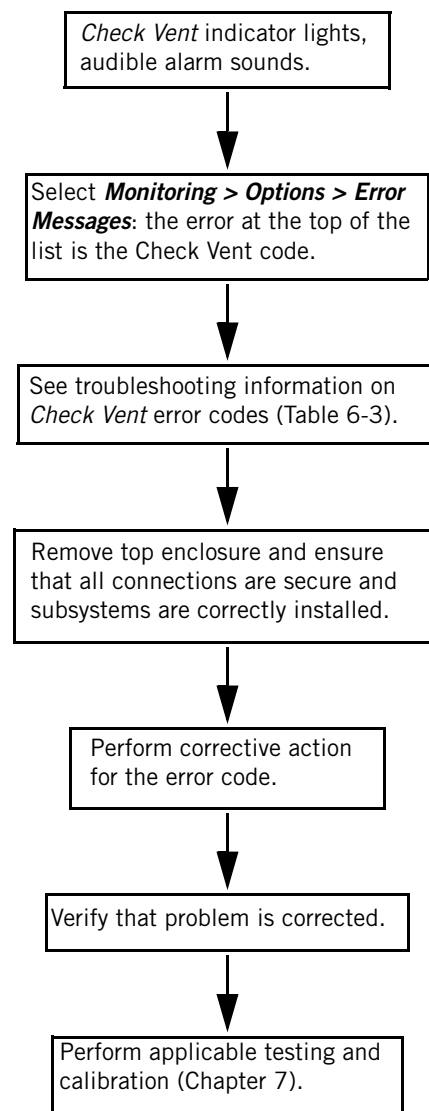 Check Vent indicator lights,
audible alarm sounds.
Select Monitoring > Options > Error
Messages: the error at the top of the
list is the Check Vent code.
See troubleshooting information on
Check Vent error codes (Table 6-3).
Remove top enclosure and ensure
that all connections are secure and
subsystems are correctly installed.
Perform corrective action
for the error code.
Verify that problem is corrected.
Perform applicable testing and
calibration (Chapter 7).